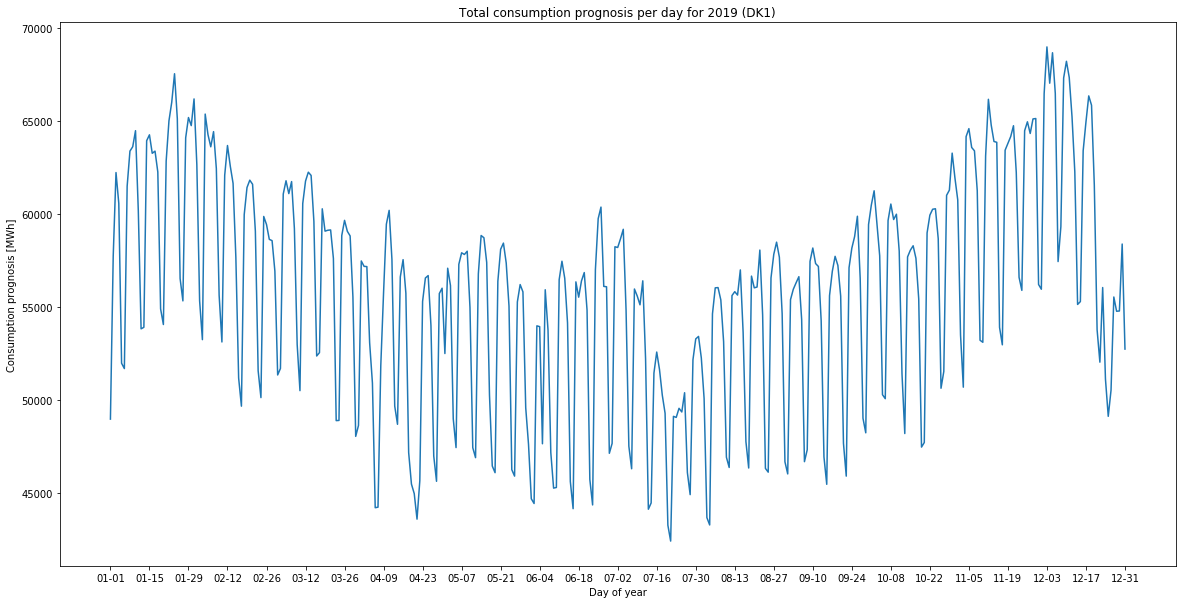 Total consumption prognosis per day for 2019 (DK1)
70000
65000
60000
55000
50000
45000
Consumption prognosis [MWh]
01-01 01-15 01-29 02-12 02-26 03-12 03-26 04-09 04-23 05-07 05-21 06-04 06-18 07-02 07-16 07-30 08-13 08-27 09-10 09-24 10-08 10-22 11-05 11-19 12-03 12-17 12-31
Day of year